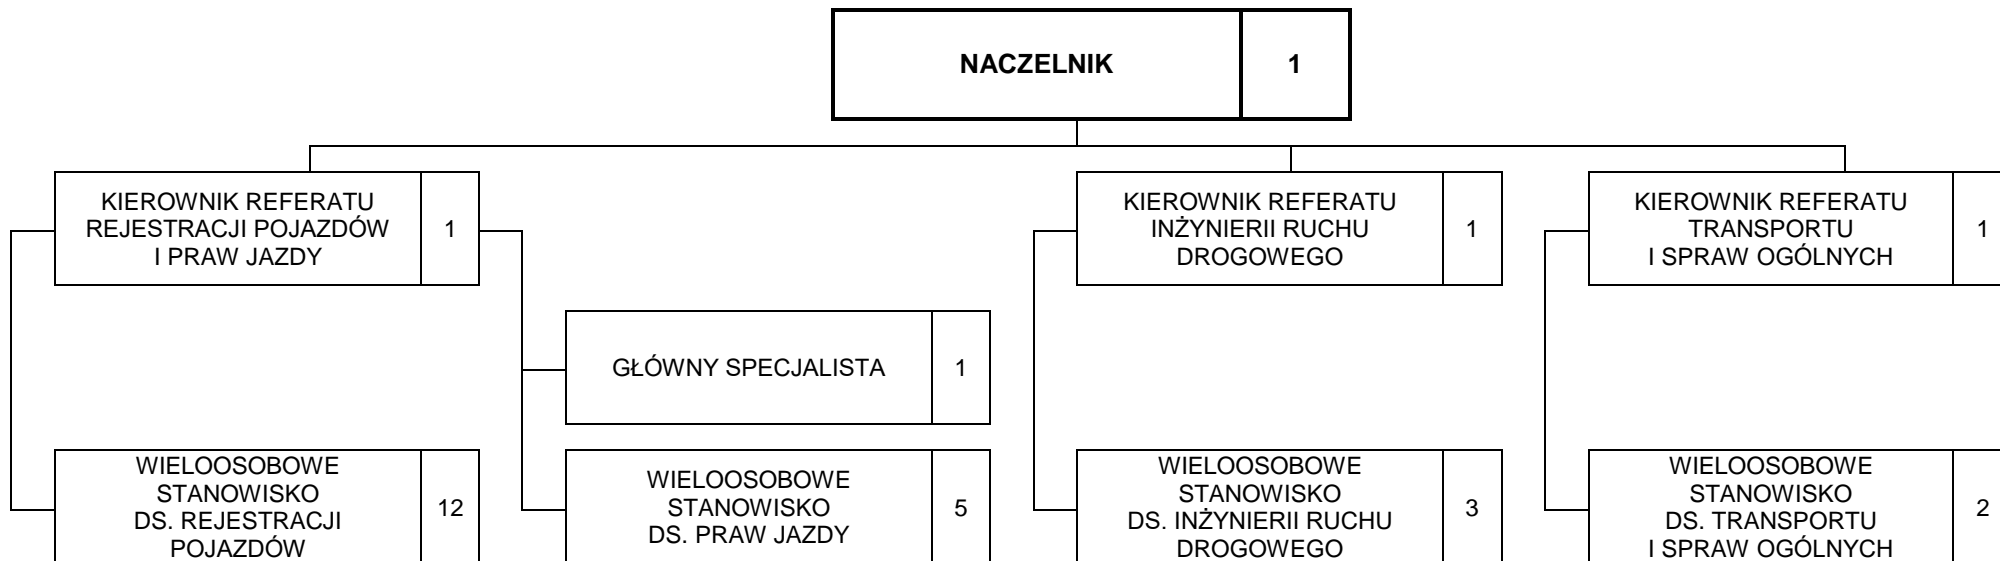 NACZELNIK
1
KIEROWNIK REFERATU
REJESTRACJI POJAZDÓW
I PRAW JAZDY
1
KIEROWNIK REFERATU
INŻYNIERII RUCHU
DROGOWEGO
1
KIEROWNIK REFERATU
TRANSPORTU
I SPRAW OGÓLNYCH
1
GŁÓWNY SPECJALISTA
1
WIELOOSOBOWE
STANOWISKO
DS. REJESTRACJI
POJAZDÓW
12
WIELOOSOBOWE
STANOWISKO
DS. PRAW JAZDY
5
WIELOOSOBOWE
STANOWISKO
DS. INŻYNIERII RUCHU
DROGOWEGO
3
WIELOOSOBOWE
STANOWISKO
DS. TRANSPORTU
I SPRAW OGÓLNYCH
2